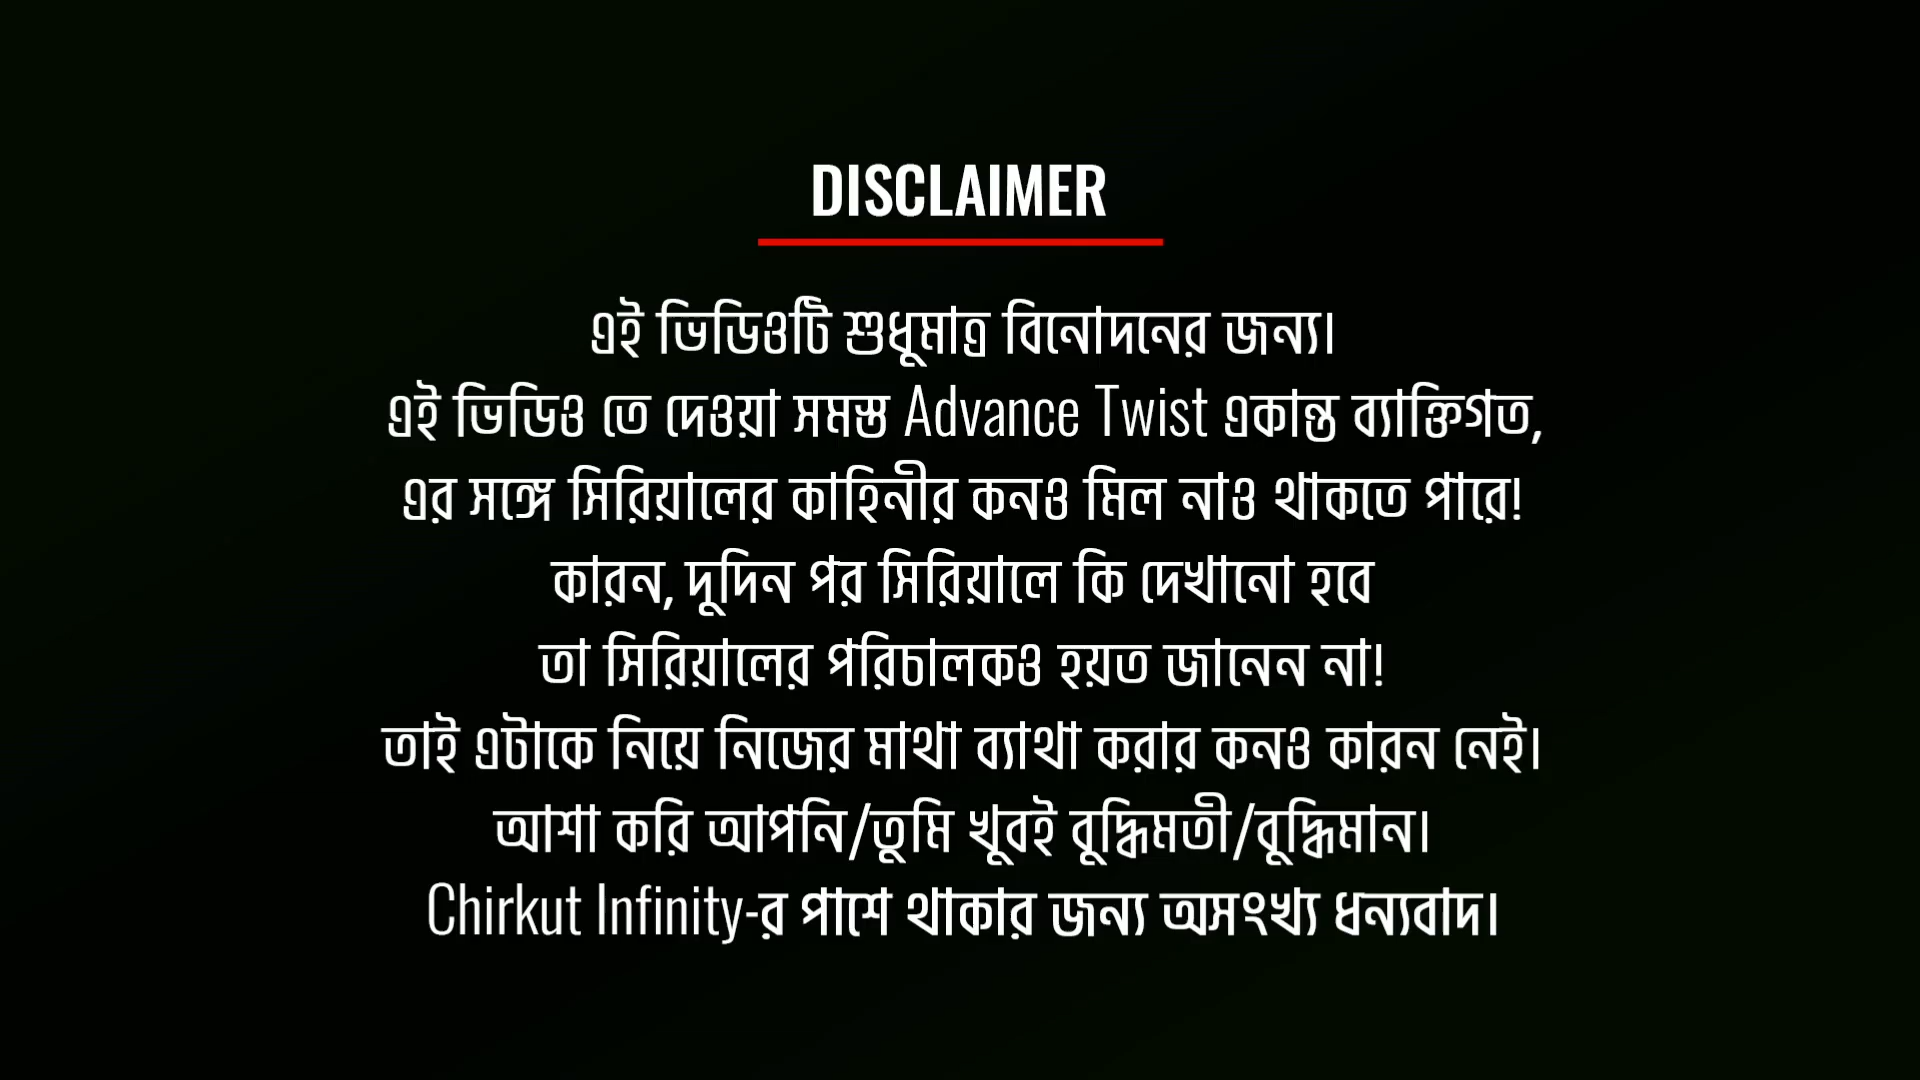 DISCLAIMER
এই ভিডিওটি শুধুমাত্র বিনোদনের জন্য।
এই ভিডিও তে দেওয়া সমস্ত Advance Twist একান্ত ব্যাক্তিগত,
এর সঙ্গে সিরিয়ালের কাহিনীর কনও মিল নাও থাকতে পারে!
কারন, দুদিন পর সিরিয়ালে কি দেখানো হবে
তা সিরিয়ালের পরিচালকও হয়ত জানেন না!
তাই এটাকে নিয়ে নিজের মাথা ব্যাথা করার কনও কারন নেই।
আশা করি আপনি/তুমি খুবই বুদ্ধিমতী/বুদ্ধিমান।
Chirkut Infinity-র পাশে থাকার জন্য অসংখ্য ধন্যবাদ।